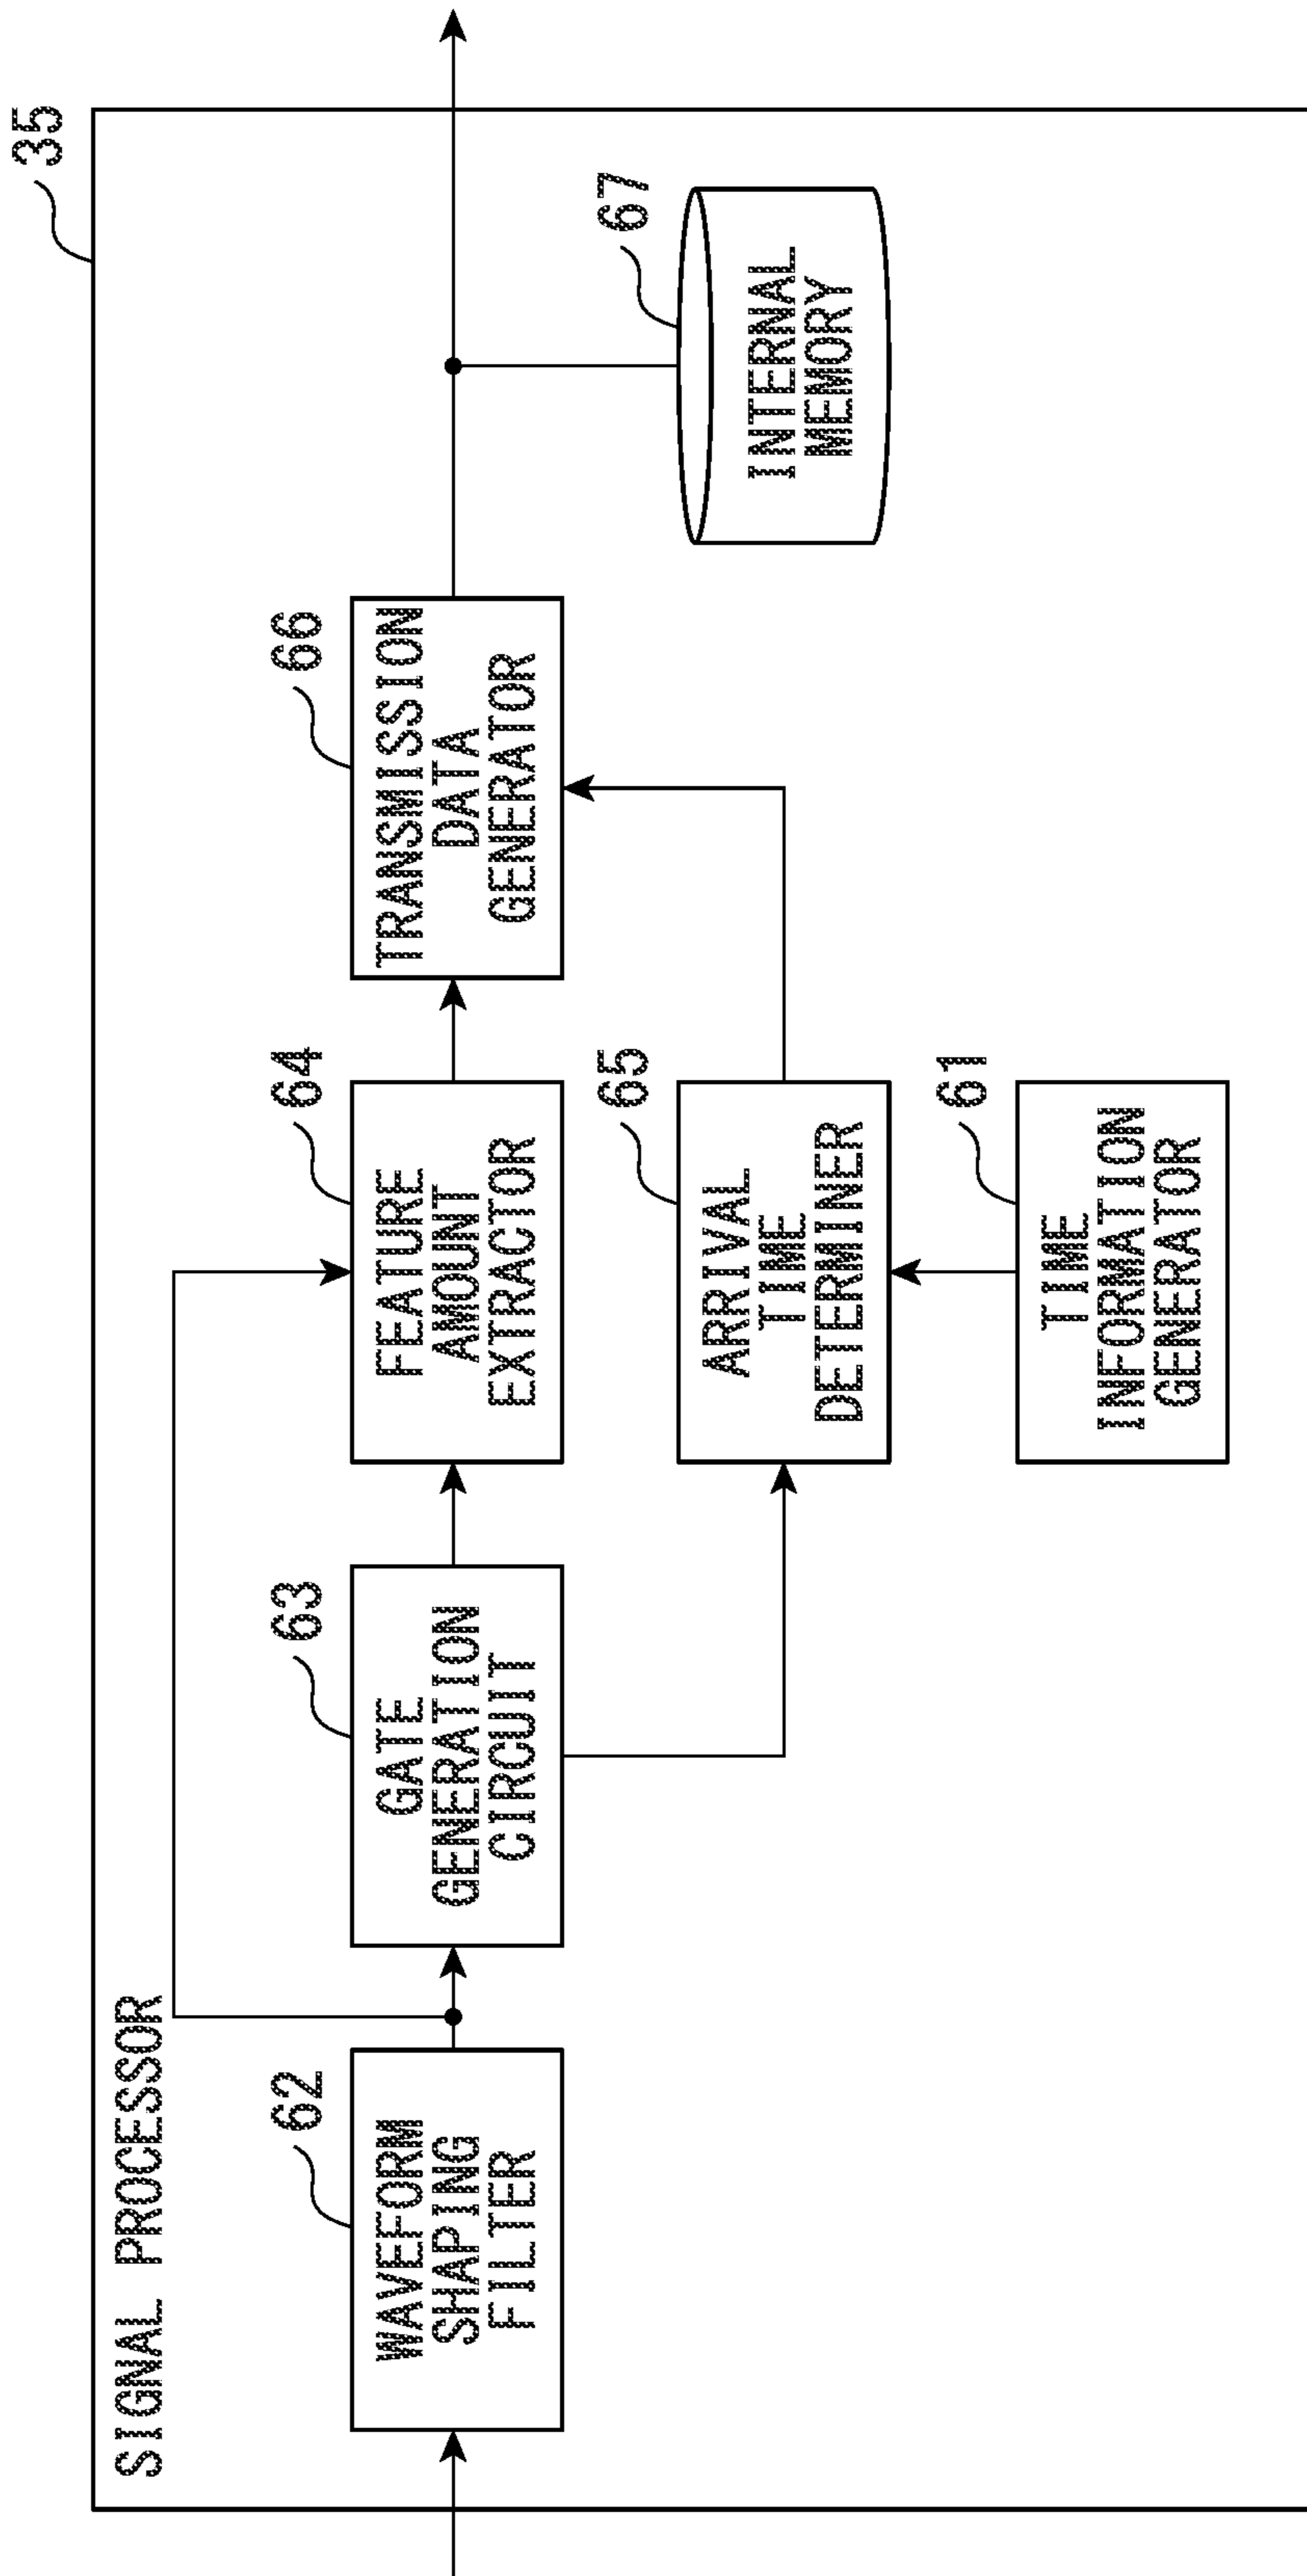 35
SIGNAL PROCESSOR
62
WAVEFORM
SHAPING
FILTER
63
GATE
GENERATION
CIRCUIT
64
FEATURE
AMOUNT
EXTRACTOR
66
TRANSMISSION
DATA
GENERATOR
65
ARRIVAL
TIME
DETERMINER
67
INTERNAL
MEMORY
61
TIME
INFORMATION
GENERATOR